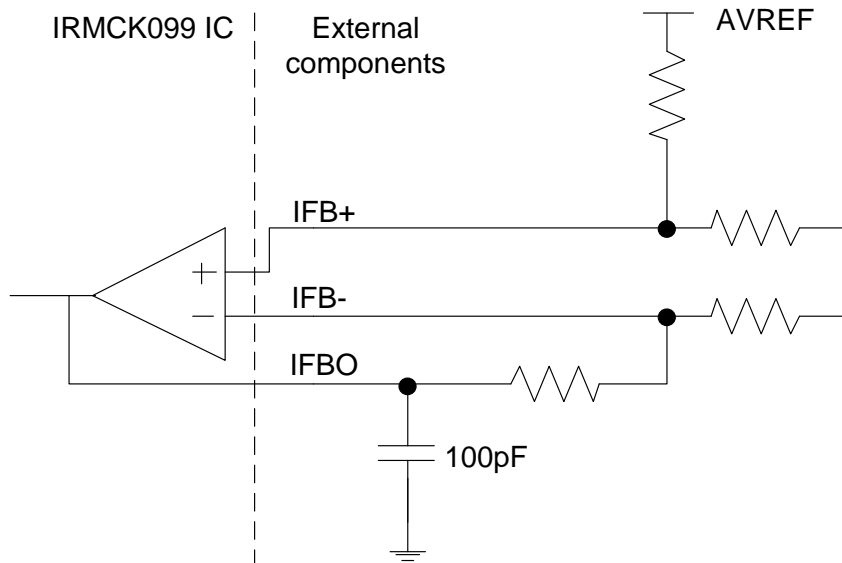 IRMCK099 IC
External
components
AVREF
IFB+
IFB-
IFBO
100pF